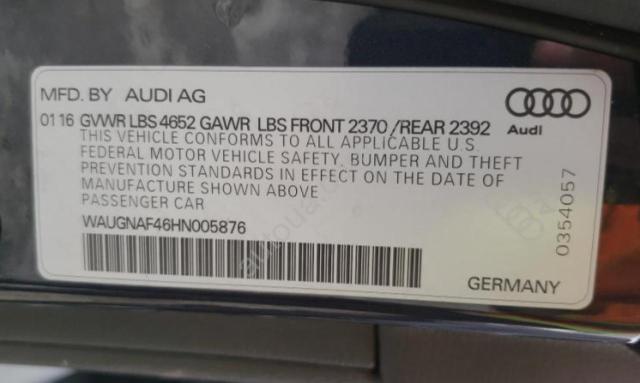 MFD. BY AUDI AG
01 16 GVWR LBS 4652 GAWR LBS FRONT 2370 /REAR 2392
Audi
THIS VEHICLE CONFORMS TO ALL APPLICABLE U.S.
FEDERAL MOTOR VEHICLE SAFETY, BUMPER AND THEFT
PREVENTION STANDARDS IN EFFECT ON THE DATE OF
MANUFACTURE SHOWN ABOVE
PASSENGER CAR
WAUGNAF46HN005876
0354057
GERMANY